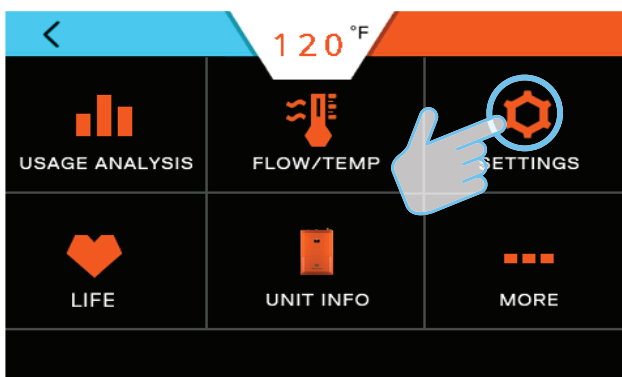 120 °F
USAGE ANALYSIS
FLOW/TEMP
SETTINGS
LIFE
UNIT INFO
MORE